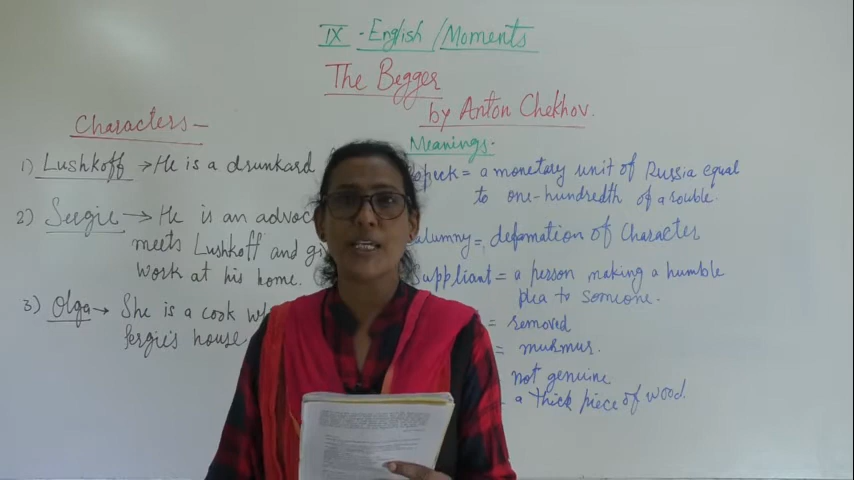 IX - English / Moments
The Begger
by Anton Chekhov.
Characters -
1) Lushkoff → He is a drunkard
2) Sergie → He is an advoc
meets Lushkoff and gi
work at his home.
3) Olga → She is a cook wh
Sergie's house
Meanings -
opeck = a monetary unit of Russia equal
to one-hundredth of a rouble.
alumny = defamation of Character
Suppliant = a person making a humble
plea to someone.
= removed
= murmur.
not genuine
a thick piece of wood.